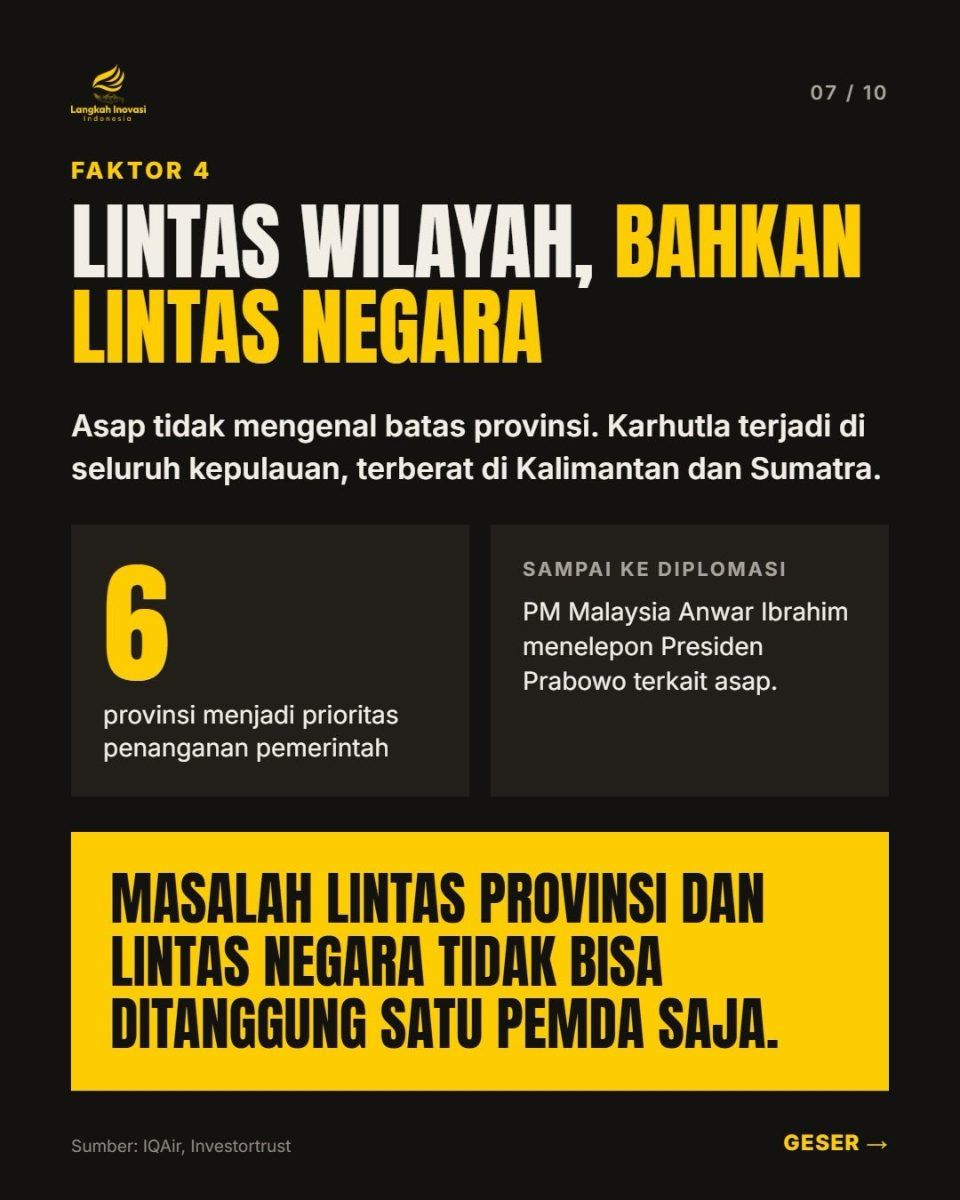 Langkah Inovasi
Indonesia
07 / 10
FAKTOR 4
LINTAS WILAYAH, BAHKAN
LINTAS NEGARA
Asap tidak mengenal batas provinsi. Karhutla terjadi di
seluruh kepulauan, terberat di Kalimantan dan Sumatra.
6
provinsi menjadi prioritas
penanganan pemerintah
SAMPAI KE DIPLOMASI
PM Malaysia Anwar Ibrahim
menelepon Presiden
Prabowo terkait asap.
MASALAH LINTAS PROVINSI DAN
LINTAS NEGARA TIDAK BISA
DITANGGUNG SATU PEMDA SAJA.
Sumber: IQAir, Investortrust
GESER →